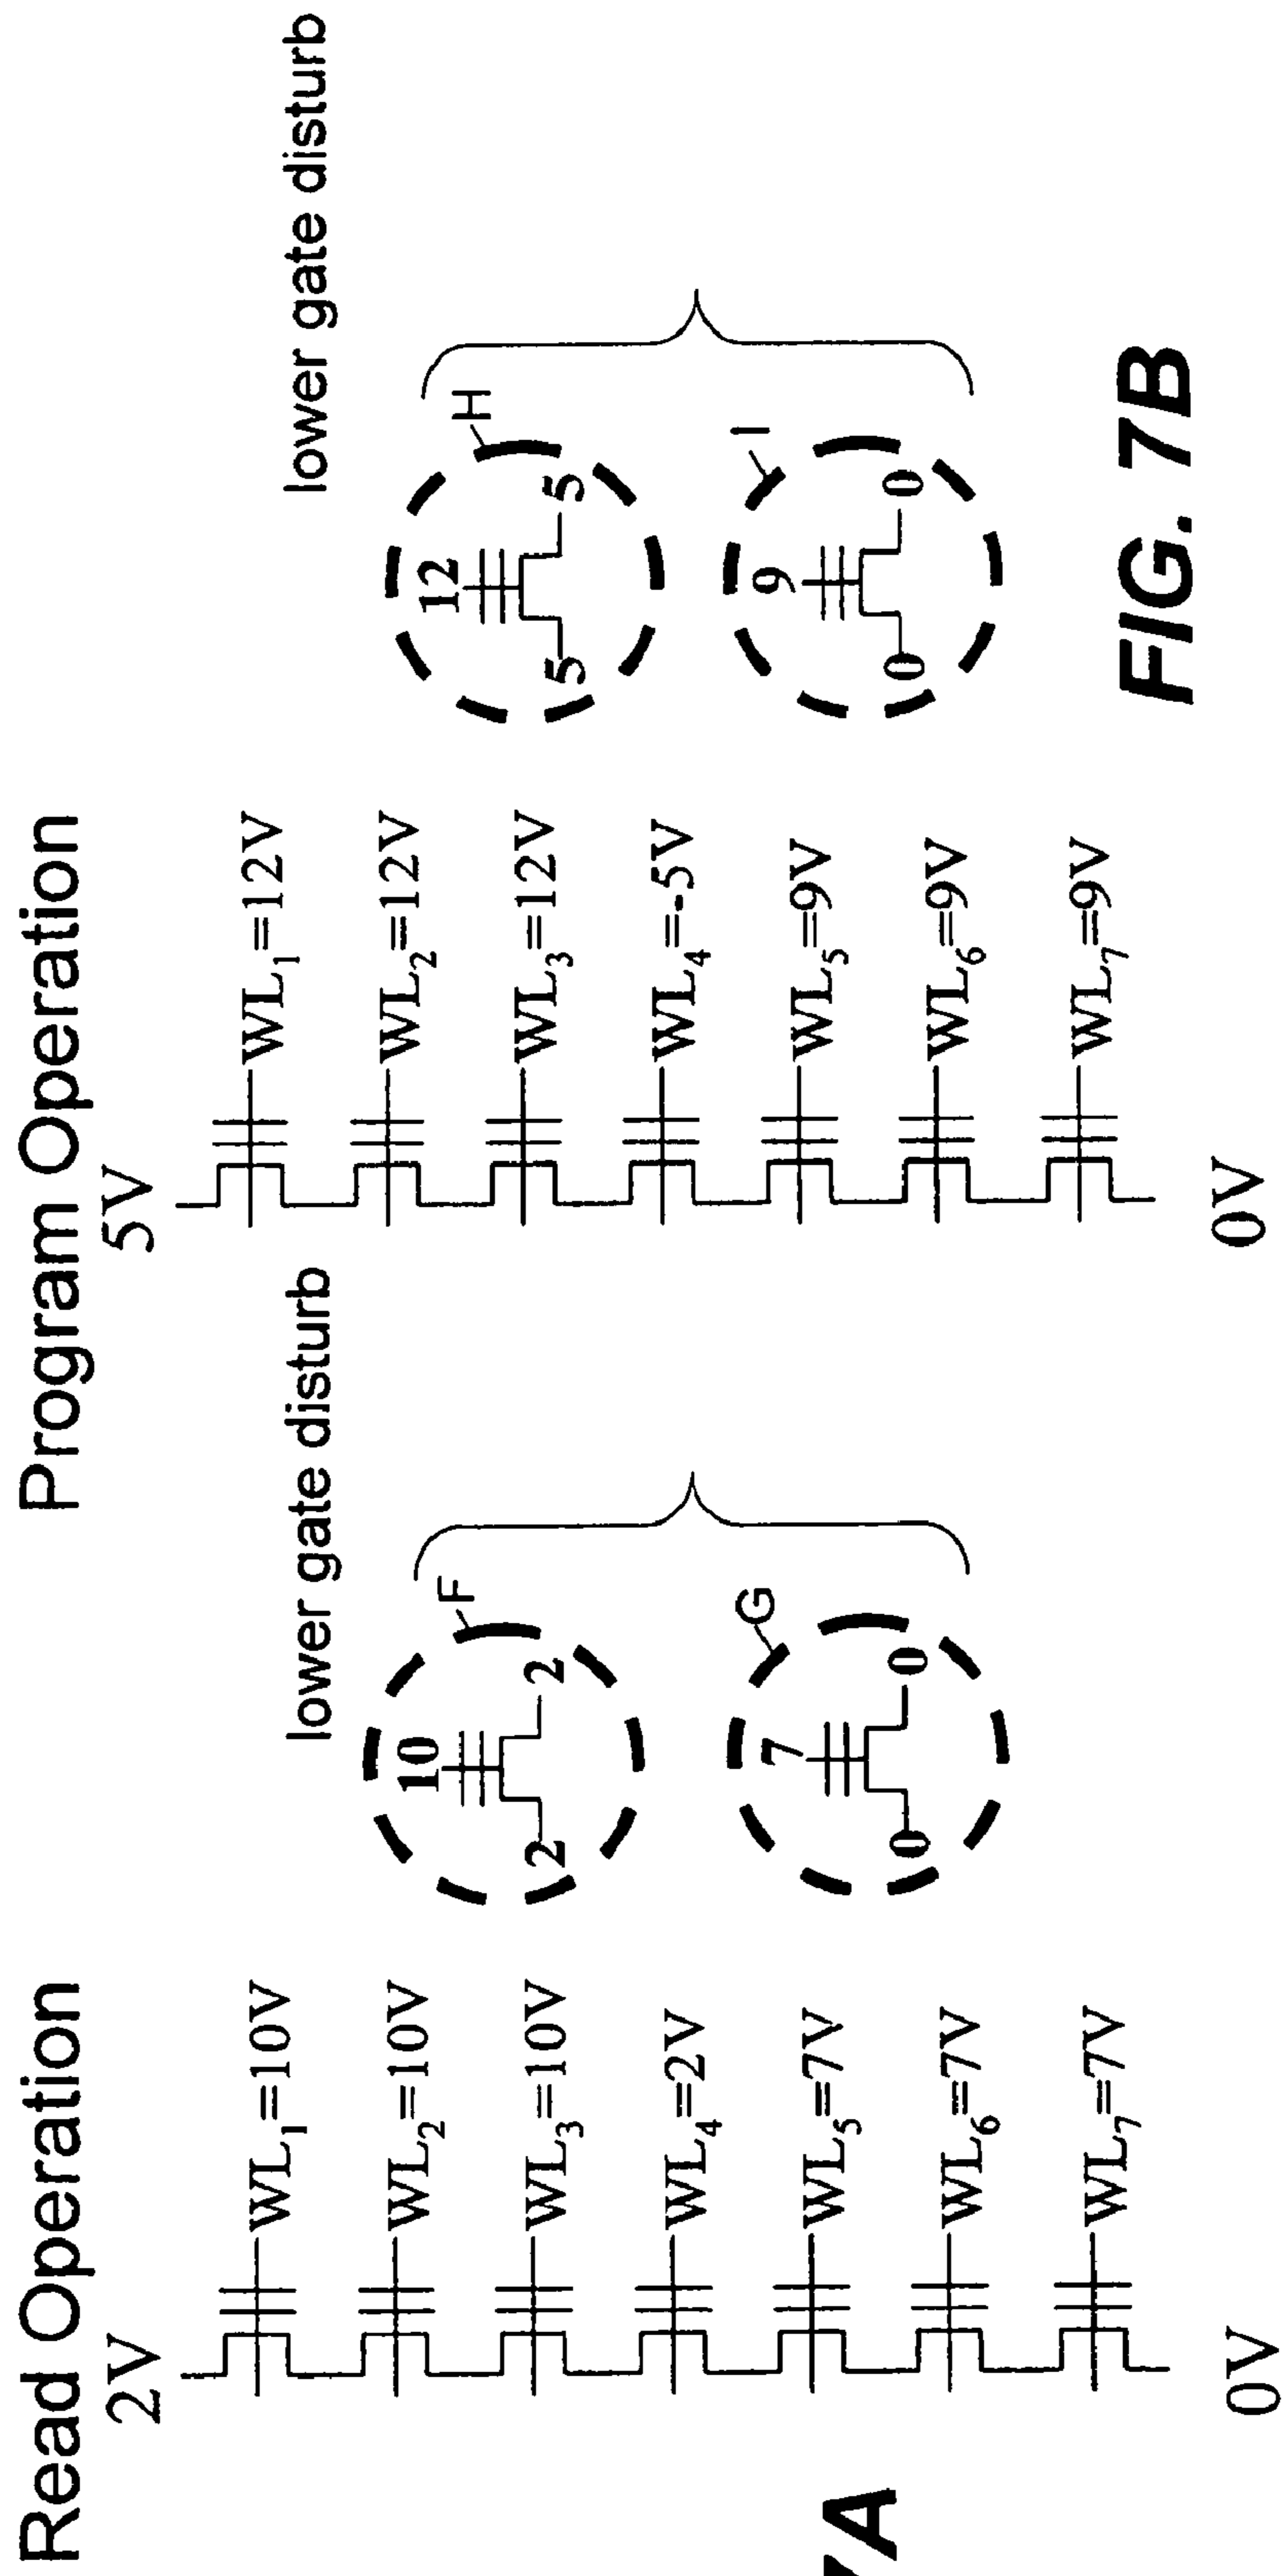 Read Operation
2V
WL1=10V
WL2=10V
WL3=10V
WL4=2V
WL5=7V
WL6=7V
WL7=7V
0V
lower gate disturb
F
10
2 2
G
7
0 0
7A
Program Operation
5V
WL1=12V
WL2=12V
WL3=12V
WL4=-5V
WL5=9V
WL6=9V
WL7=9V
0V
lower gate disturb
H
12
5 5
I
9
0 0
FIG. 7B